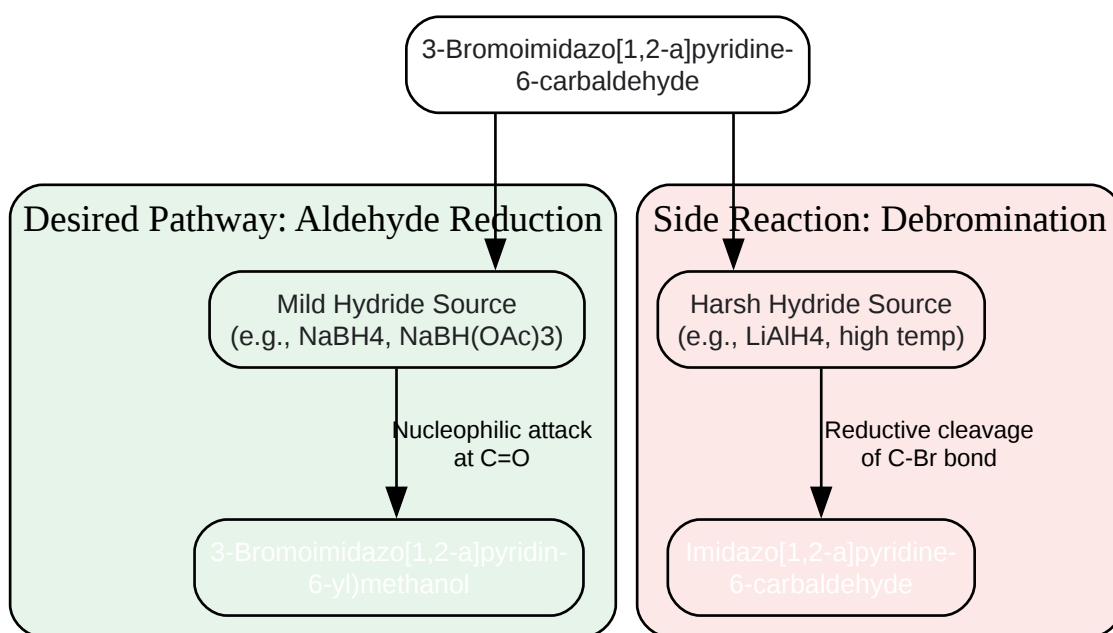 3-Bromoimidazo[1,2-a]pyridine-
6-carbaldehyde
Desired Pathway: Aldehyde Reduction
Mild Hydride Source
(e.g., NaBH4, NaBH(OAc)3)
Nucleophilic attack
at C=O
3-Bromoimidazo[1,2-a]pyridin-
6-yl)methanol
Side Reaction: Debromination
Harsh Hydride Source
(e.g., LiAlH4, high temp)
Reductive cleavage
of C-Br bond
Imidazo[1,2-a]pyridine-
6-carbaldehyde